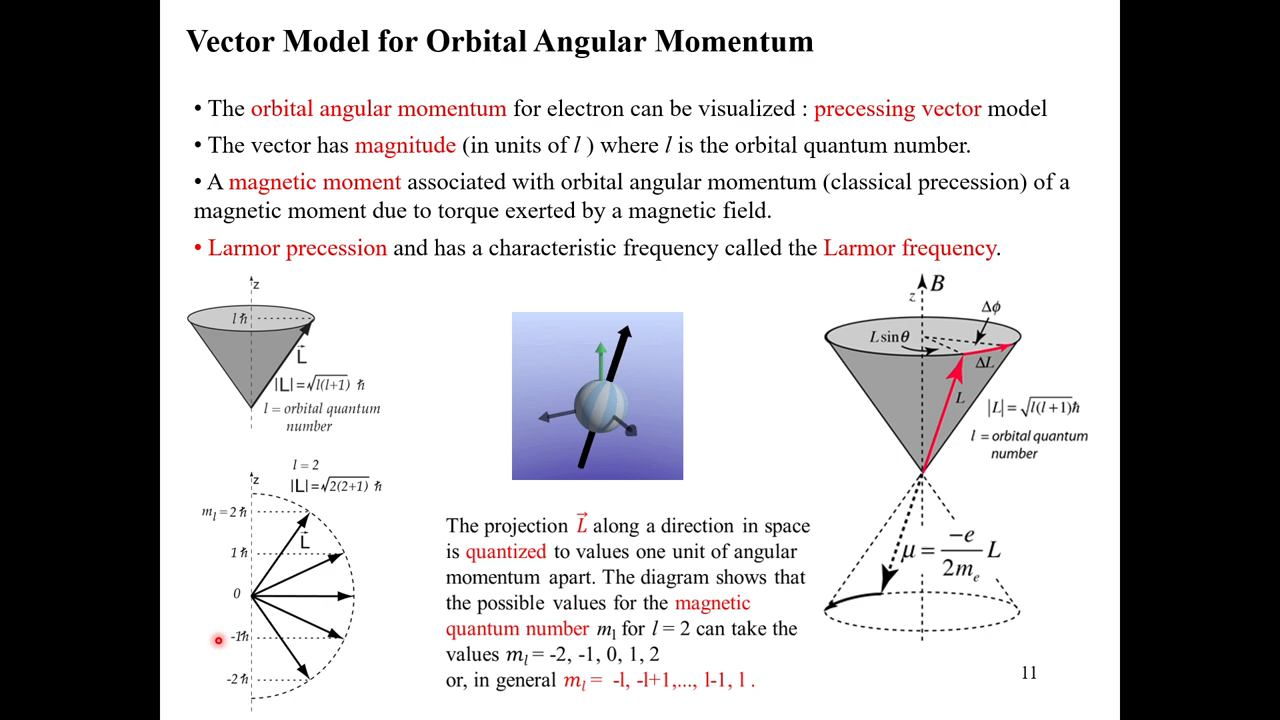 Vector Model for Orbital Angular Momentum
• The orbital angular momentum for electron can be visualized : precessing vector model
• The vector has magnitude (in units of l ) where l is the orbital quantum number.
• A magnetic moment associated with orbital angular momentum (classical precession) of a
magnetic moment due to torque exerted by a magnetic field.
• Larmor precession and has a characteristic frequency called the Larmor frequency.
z
lħ
L⃗
|L|=√l(l+1) ħ
l = orbital quantum
number
l = 2
|L|=√2(2+1) ħ
z
mₗ=2ħ
L⃗
1ħ
0
-1ħ
-2ħ
The projection L⃗ along a direction in space
is quantized to values one unit of angular
momentum apart. The diagram shows that
the possible values for the magnetic
quantum number mₗ for l = 2 can take the
values mₗ = -2, -1, 0, 1, 2
or, in general mₗ = -l, -l+1,..., l-1, l .
B
z
Δϕ
L sinθ
ΔL
L
|L|=√l(l+1)ħ
l = orbital quantum
number
μ = -e/2mₑ L
11